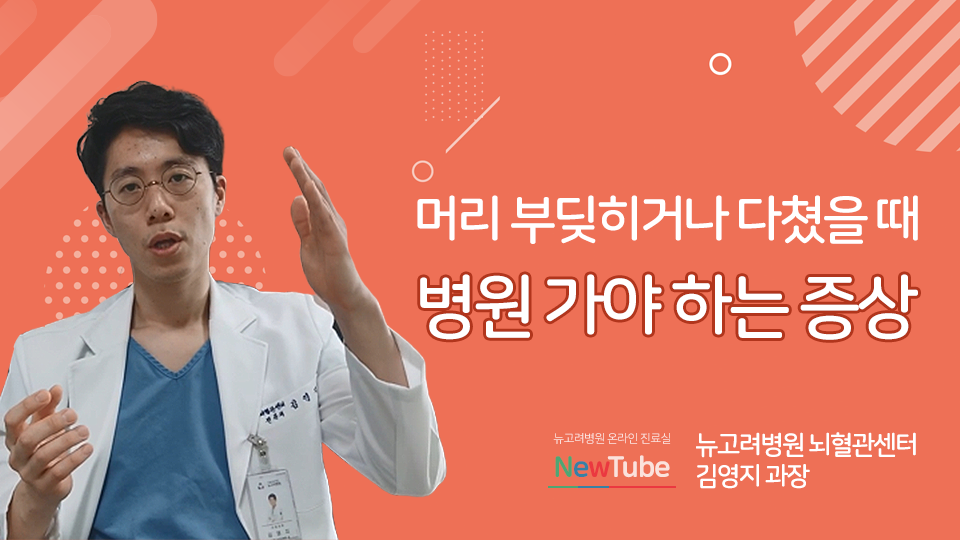 머리 부딪히거나 다쳤을 때
병원 가야 하는 증상
뉴고려병원 온라인 진료실
NewTube
뉴고려병원 뇌혈관센터
김영지 과장